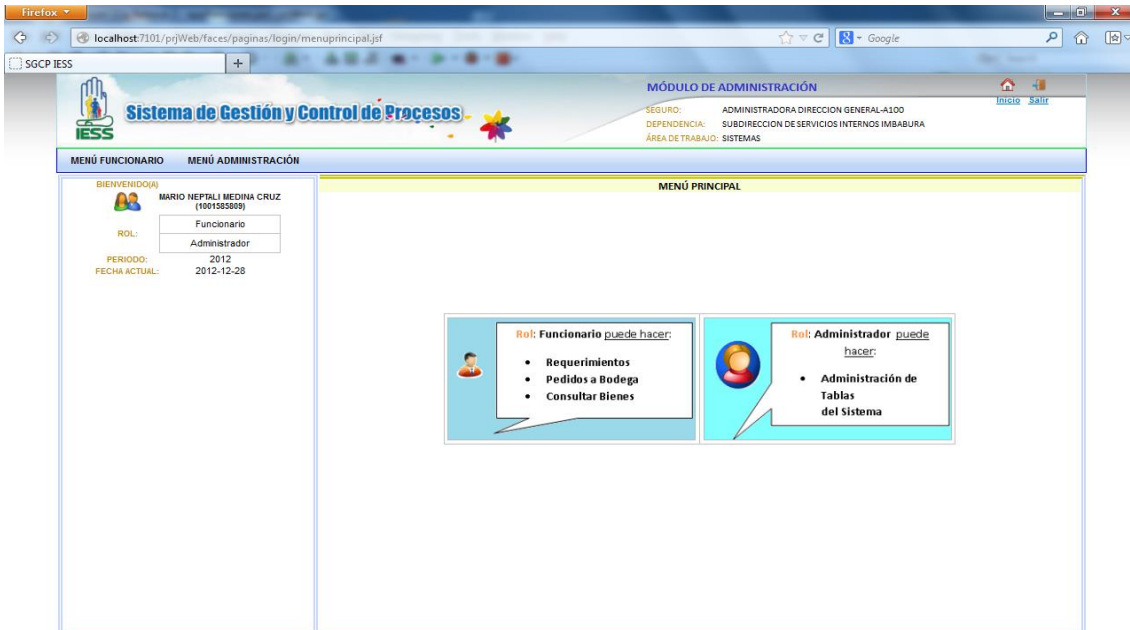 Firefox
localhost:7101/prjWeb/faces/paginas/login/menuprincipal.jsf
Google
SGCP IESS
IESS
Sistema de Gestión y Control de Procesos
MÓDULO DE ADMINISTRACIÓN
SEGURO: ADMINISTRADORA DIRECCION GENERAL-A100
DEPENDENCIA: SUBDIRECCION DE SERVICIOS INTERNOS IMBABURA
ÁREA DE TRABAJO: SISTEMAS
Inicio Salir
MENÚ FUNCIONARIO MENÚ ADMINISTRACIÓN
BIENVENIDO(A)
MARIO NEPTALI MEDINA CRUZ
(1001585809)
ROL:
Funcionario
Administrador
PERIODO: 2012
FECHA ACTUAL: 2012-12-28
MENÚ PRINCIPAL
Rol: Funcionario puede hacer:
• Requerimientos
• Pedidos a Bodega
• Consultar Bienes
Rol: Administrador puede
hacer:
• Administración de
Tablas
del Sistema